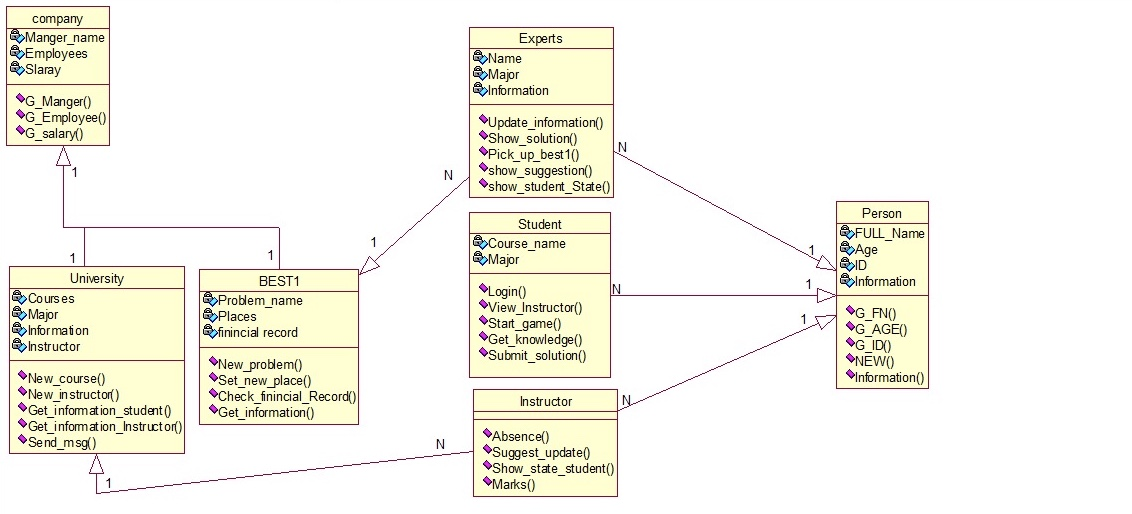 company
Manger_name
Employees
Slaray
G_Manger()
G_Employee()
G_salary()
1
Experts
Name
Major
Information
Update_information()
Show_solution()
Pick_up_best1()
show_suggestion()
show_student_State()
N
N
1
1
Person
FULL_Name
Age
ID
Information
G_FN()
G_AGE()
G_ID()
NEW()
Information()
Student
Course_name
Major
Login()
View_Instructor()
Start_game()
Get_knowledge()
Submit_solution()
N
1
1
1
University
Courses
Major
Information
Instructor
New_course()
New_instructor()
Get_information_student()
Get_information_Instructor()
Send_msg()
1
BEST1
Problem_name
Places
finincial record
New_problem()
Set_new_place()
Check_finincial_Record()
Get_information()
Instructor
Absence()
Suggest_update()
Show_state_student()
Marks()
N
N
1